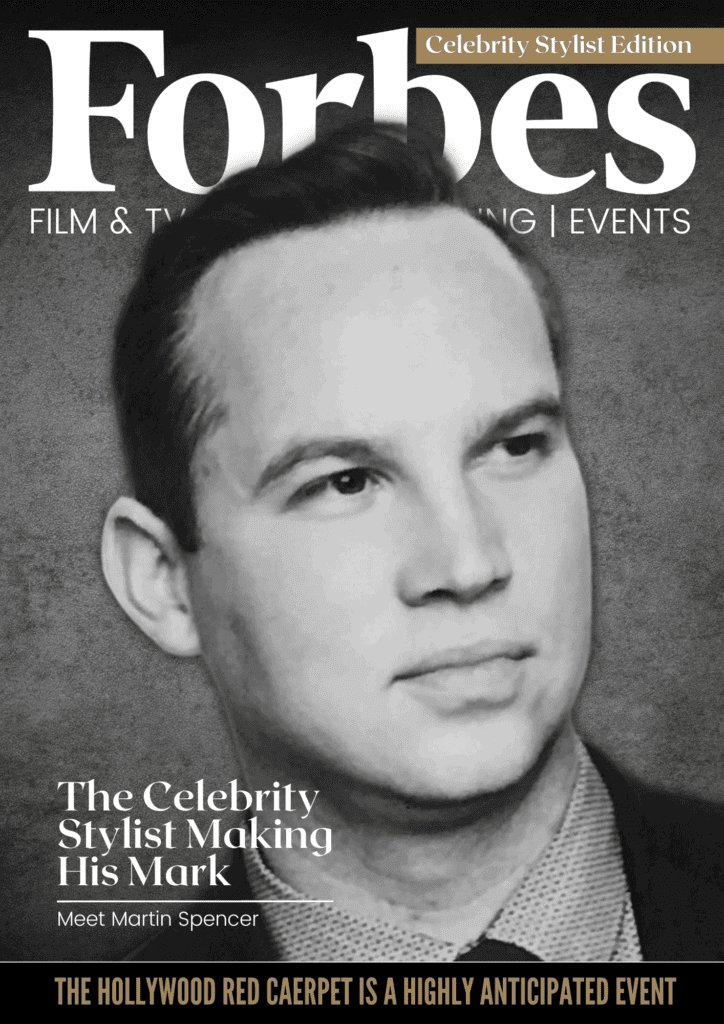 Celebrity Stylist Edition
Forbes
FILM & TV | EVENTS
The Celebrity
Stylist Making
His Mark
Meet Martin Spencer
THE HOLLYWOOD RED CAERPET IS A HIGHLY ANTICIPATED EVENT